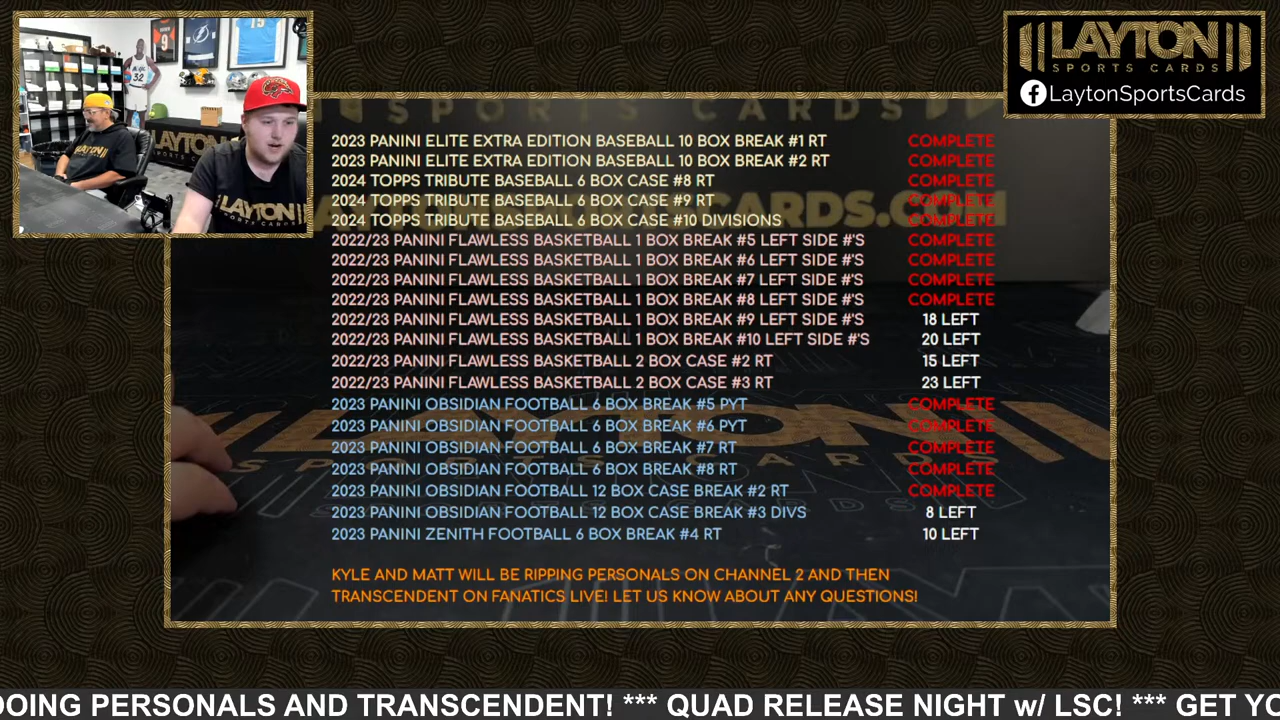 LAYTON
SPORTS CARDS
LaytonSportsCards
2023 PANINI ELITE EXTRA EDITION BASEBALL 10 BOX BREAK #1 RT COMPLETE
2023 PANINI ELITE EXTRA EDITION BASEBALL 10 BOX BREAK #2 RT COMPLETE
2024 TOPPS TRIBUTE BASEBALL 6 BOX CASE #8 RT COMPLETE
2024 TOPPS TRIBUTE BASEBALL 6 BOX CASE #9 RT COMPLETE
2024 TOPPS TRIBUTE BASEBALL 6 BOX CASE #10 DIVISIONS COMPLETE
2022/23 PANINI FLAWLESS BASKETBALL 1 BOX BREAK #5 LEFT SIDE #'S COMPLETE
2022/23 PANINI FLAWLESS BASKETBALL 1 BOX BREAK #6 LEFT SIDE #'S COMPLETE
2022/23 PANINI FLAWLESS BASKETBALL 1 BOX BREAK #7 LEFT SIDE #'S COMPLETE
2022/23 PANINI FLAWLESS BASKETBALL 1 BOX BREAK #8 LEFT SIDE #'S COMPLETE
2022/23 PANINI FLAWLESS BASKETBALL 1 BOX BREAK #9 LEFT SIDE #'S 18 LEFT
2022/23 PANINI FLAWLESS BASKETBALL 1 BOX BREAK #10 LEFT SIDE #'S 20 LEFT
2022/23 PANINI FLAWLESS BASKETBALL 2 BOX CASE #2 RT 15 LEFT
2022/23 PANINI FLAWLESS BASKETBALL 2 BOX CASE #3 RT 23 LEFT
2023 PANINI OBSIDIAN FOOTBALL 6 BOX BREAK #5 PYT COMPLETE
2023 PANINI OBSIDIAN FOOTBALL 6 BOX BREAK #6 PYT COMPLETE
2023 PANINI OBSIDIAN FOOTBALL 6 BOX BREAK #7 RT COMPLETE
2023 PANINI OBSIDIAN FOOTBALL 6 BOX BREAK #8 RT COMPLETE
2023 PANINI OBSIDIAN FOOTBALL 12 BOX CASE BREAK #2 RT COMPLETE
2023 PANINI OBSIDIAN FOOTBALL 12 BOX CASE BREAK #3 DIVS 8 LEFT
2023 PANINI ZENITH FOOTBALL 6 BOX BREAK #4 RT 10 LEFT
KYLE AND MATT WILL BE RIPPING PERSONALS ON CHANNEL 2 AND THEN
TRANSCENDENT ON FANATICS LIVE! LET US KNOW ABOUT ANY QUESTIONS!
DOING PERSONALS AND TRANSCENDENT! *** QUAD RELEASE NIGHT w/ LSC! *** GET YO